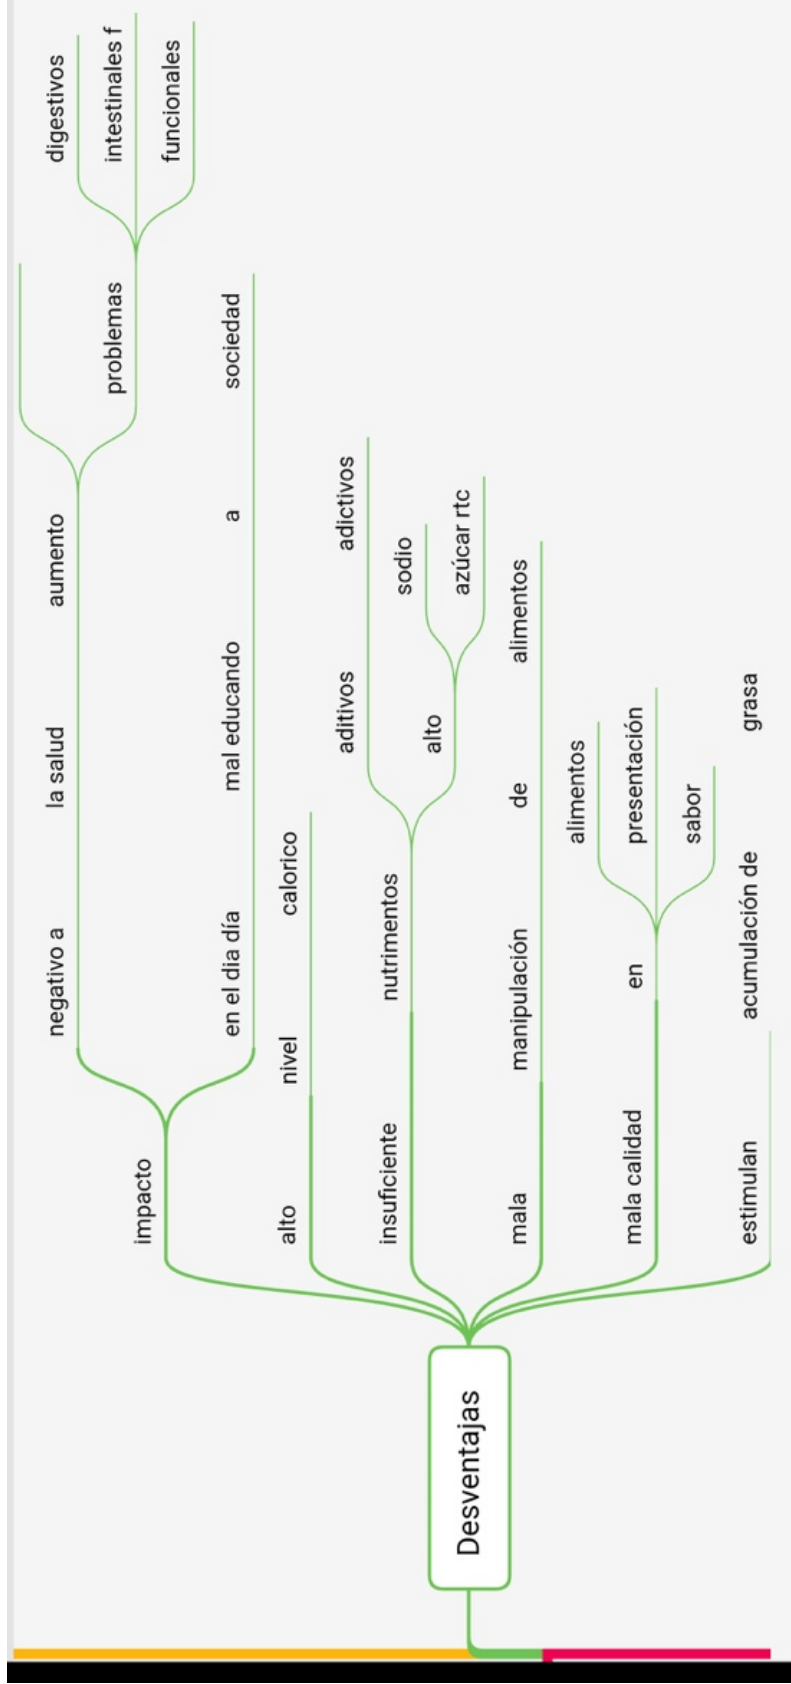 Desventajas
impacto
negativo a la salud aumento
problemas
digestivos
intestinales f
funcionales
en el dia día mal educando a sociedad
alto nivel calorico
insuficiente nutrimentos
aditivos adictivos
alto
sodio
azúcar rtc
mala manipulación de alimentos
mala calidad en
alimentos
presentación
sabor
estimulan acumulación de grasa